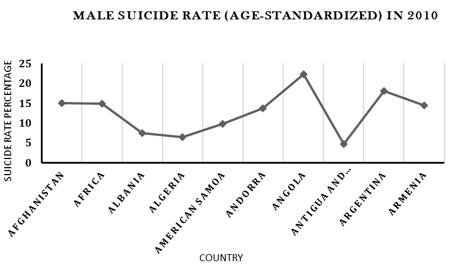 MALE SUICIDE RATE (AGE-STANDARDIZED) IN 2010
SUICIDE RATE PERCENTAGE
25
20
15
10
5
0
AFGHANISTAN
AFRICA
ALBANIA
ALGERIA
AMERICAN SAMOA
ANDORRA
ANGOLA
ANTIGUA AND...
ARGENTINA
ARMENIA
COUNTRY